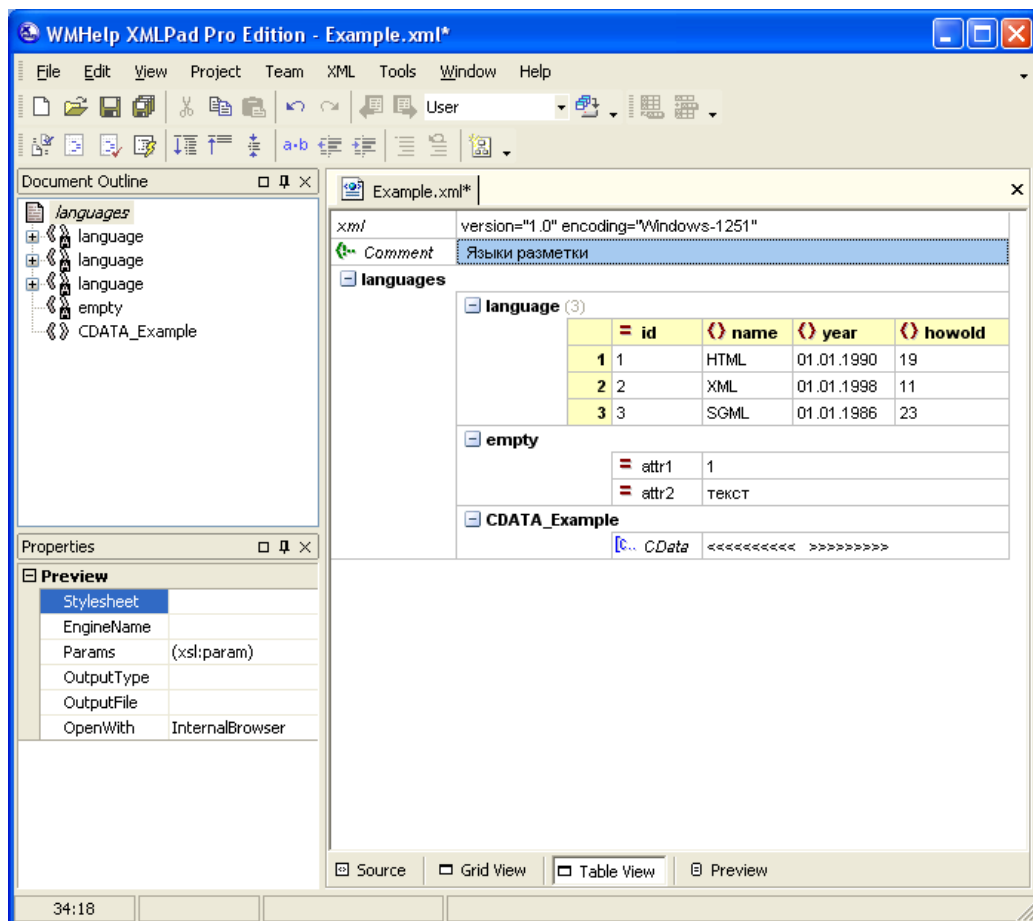 WMHelp XMLPad Pro Edition - Example.xml*
File Edit View Project Team XML Tools Window Help
User
a·b
Document Outline
languages
language
language
language
empty
CDATA_Example
Properties
Preview
Stylesheet
EngineName
Params (xsl:param)
OutputType
OutputFile
OpenWith InternalBrowser
Example.xml*
xml version="1.0" encoding="Windows-1251"
Comment Языки разметки
languages
language (3)
id name year howold
1 1 HTML 01.01.1990 19
2 2 XML 01.01.1998 11
3 3 SGML 01.01.1986 23
empty
attr1 1
attr2 текст
CDATA_Example
[c.. CData <<<<<<<<<< >>>>>>>>>
Source Grid View Table View Preview
34:18